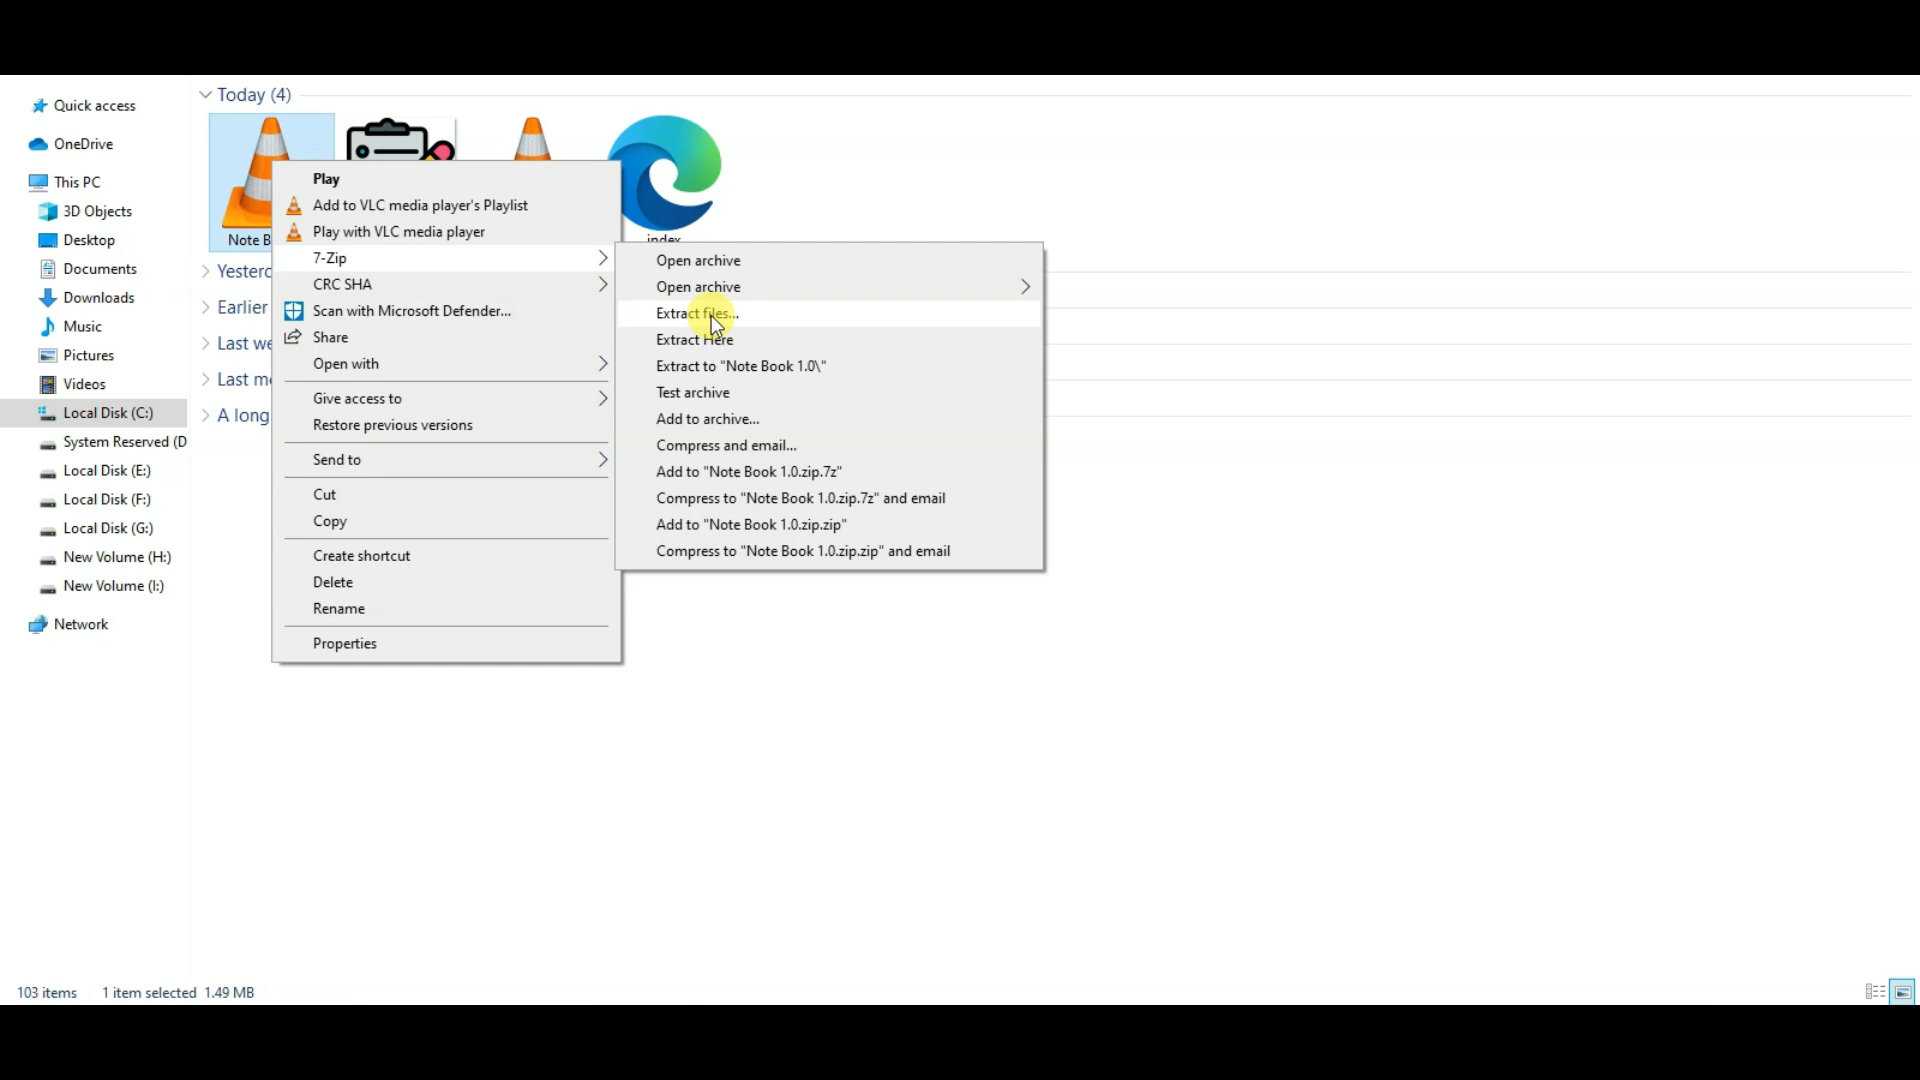 Today (4)
Quick access
OneDrive
This PC
3D Objects
Desktop
Documents
Downloads
Music
Pictures
Videos
Local Disk (C:)
System Reserved (D
Local Disk (E:)
Local Disk (F:)
Local Disk (G:)
New Volume (H:)
New Volume (I:)
Network
Note B
index
Yesterd
Earlier
Last we
Last mo
A long
Play
Add to VLC media player's Playlist
Play with VLC media player
7-Zip
CRC SHA
Scan with Microsoft Defender...
Share
Open with
Give access to
Restore previous versions
Send to
Cut
Copy
Create shortcut
Delete
Rename
Properties
Open archive
Open archive
Extract files...
Extract Here
Extract to "Note Book 1.0\"
Test archive
Add to archive...
Compress and email...
Add to "Note Book 1.0.zip.7z"
Compress to "Note Book 1.0.zip.7z" and email
Add to "Note Book 1.0.zip.zip"
Compress to "Note Book 1.0.zip.zip" and email
103 items
1 item selected 1.49 MB